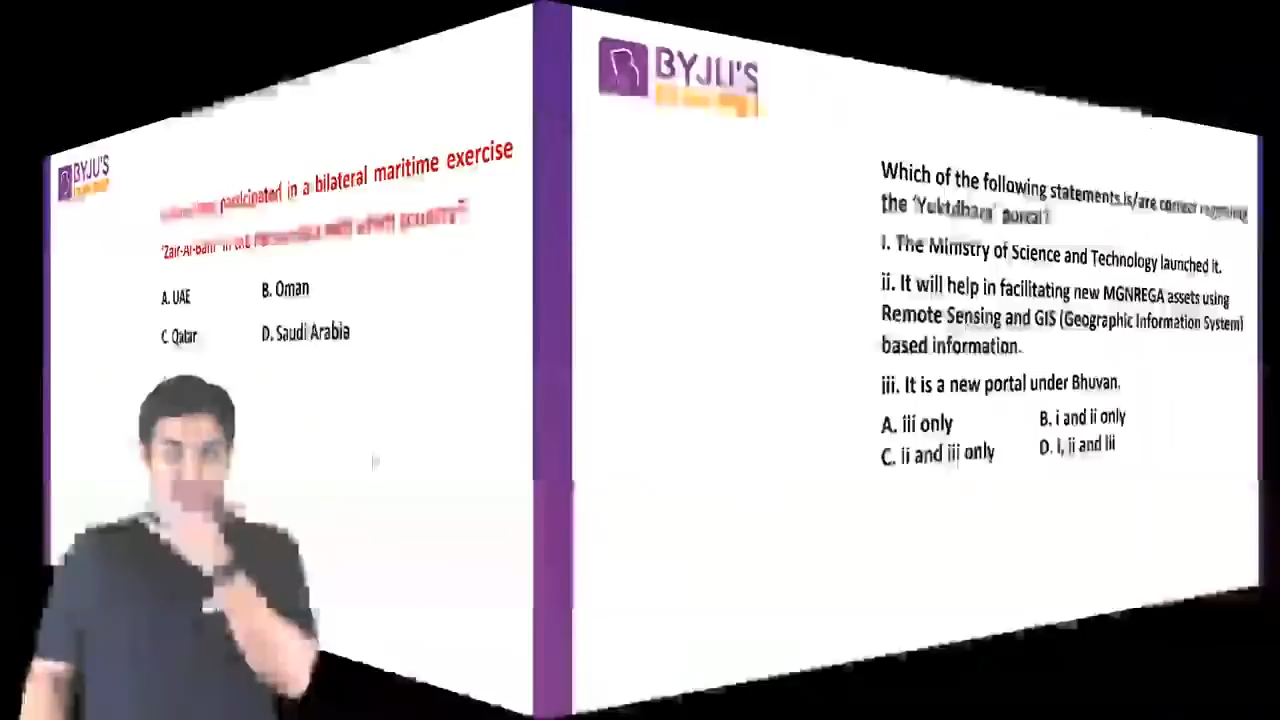 BYJU'S
participated in a bilateral maritime exercise
'Zair-Al-Bahr' in the
A. UAE
B. Oman
C. Qatar
D. Saudi Arabia
BYJU'S
Which of the following statements is/are correct
the 'Yuktdhara' portal?
I. The Ministry of Science and Technology launched it.
ii. It will help in facilitating new MGNREGA assets using
Remote Sensing and GIS (Geographic Information System)
based information.
iii. It is a new portal under Bhuvan.
A. iii only
B. i and ii only
C. ii and iii only
D. I, ii and iii